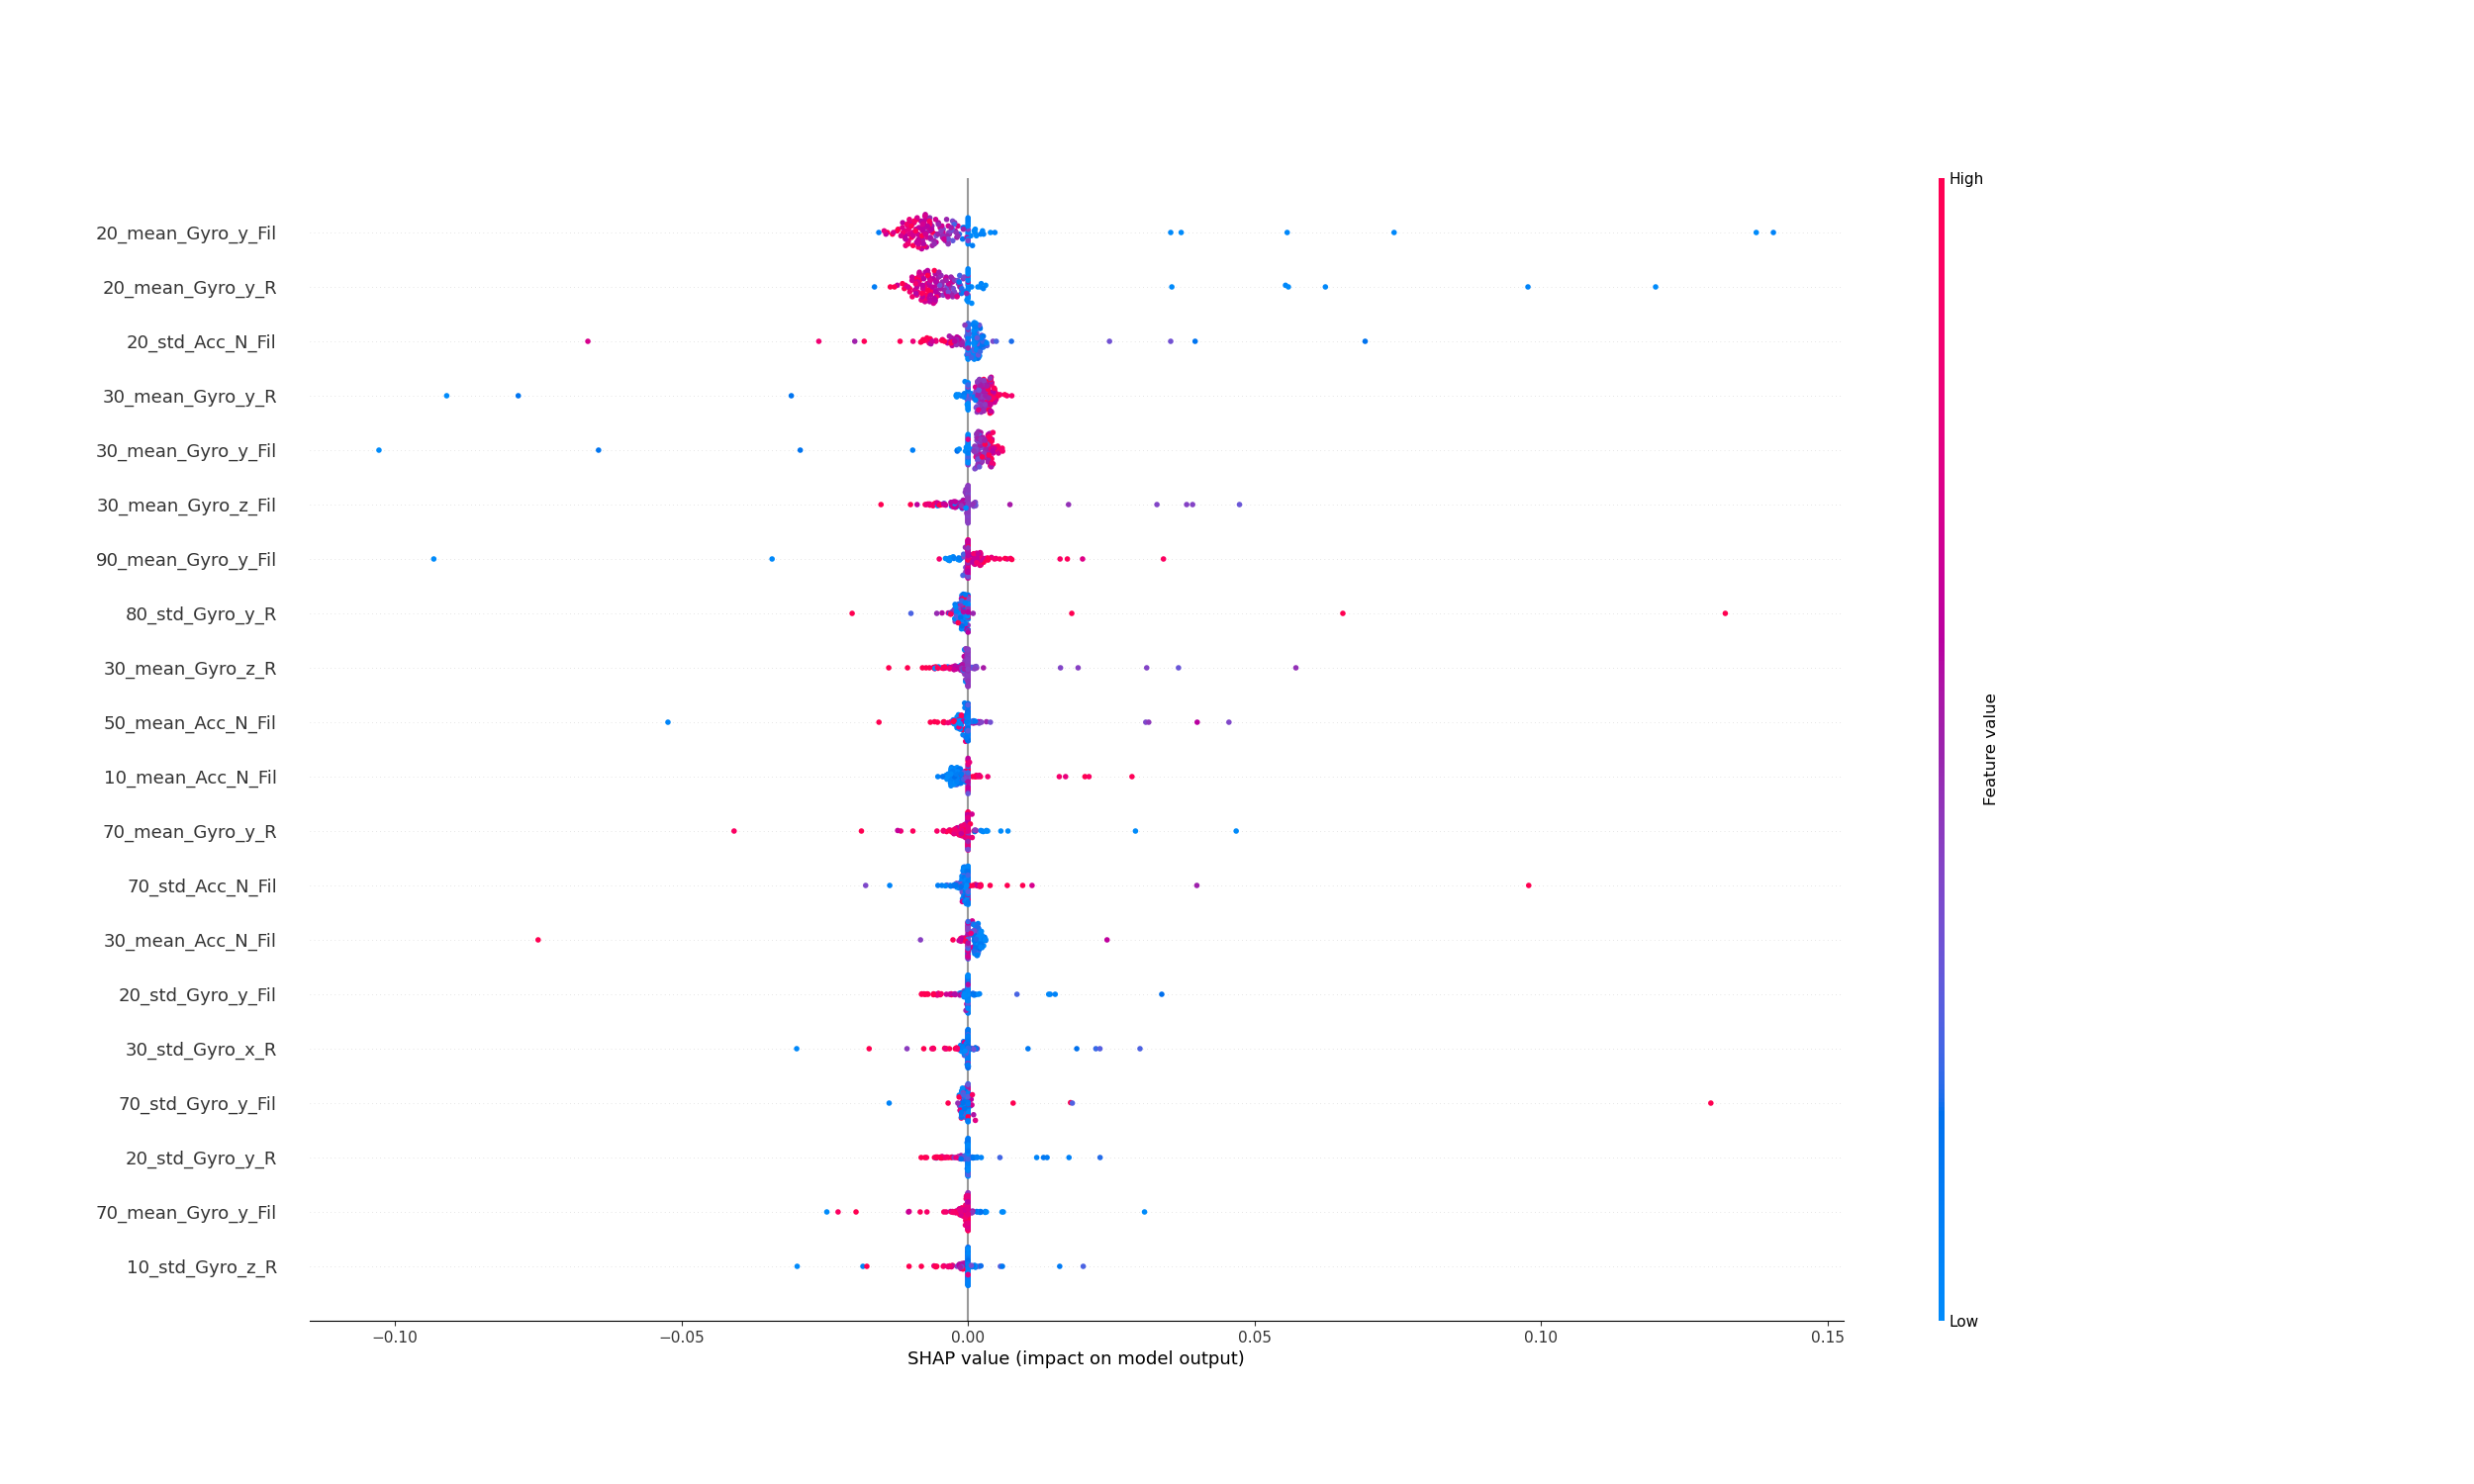 High
20_mean_Gyro_y_Fil
20_mean_Gyro_y_R
20_std_Acc_N_Fil
30_mean_Gyro_y_R
30_mean_Gyro_y_Fil
30_mean_Gyro_z_Fil
90_mean_Gyro_y_Fil
80_std_Gyro_y_R
30_mean_Gyro_z_R
50_mean_Acc_N_Fil
10_mean_Acc_N_Fil
70_mean_Gyro_y_R
70_std_Acc_N_Fil
30_mean_Acc_N_Fil
20_std_Gyro_y_Fil
30_std_Gyro_x_R
70_std_Gyro_y_Fil
20_std_Gyro_y_R
70_mean_Gyro_y_Fil
10_std_Gyro_z_R
Feature value
Low
−0.10 −0.05 0.00 0.05 0.10 0.15
SHAP value (impact on model output)